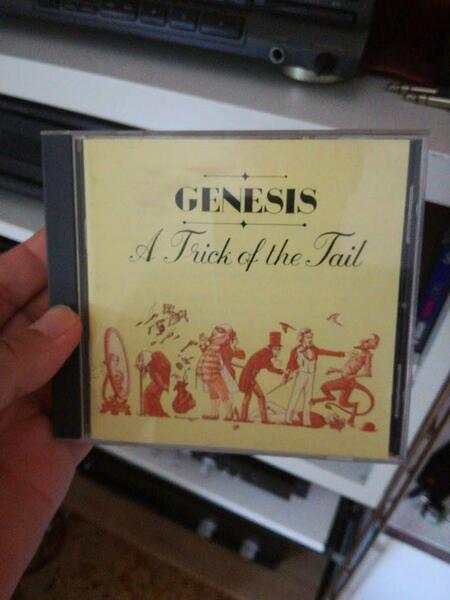 GENESIS
A Trick of the Tail